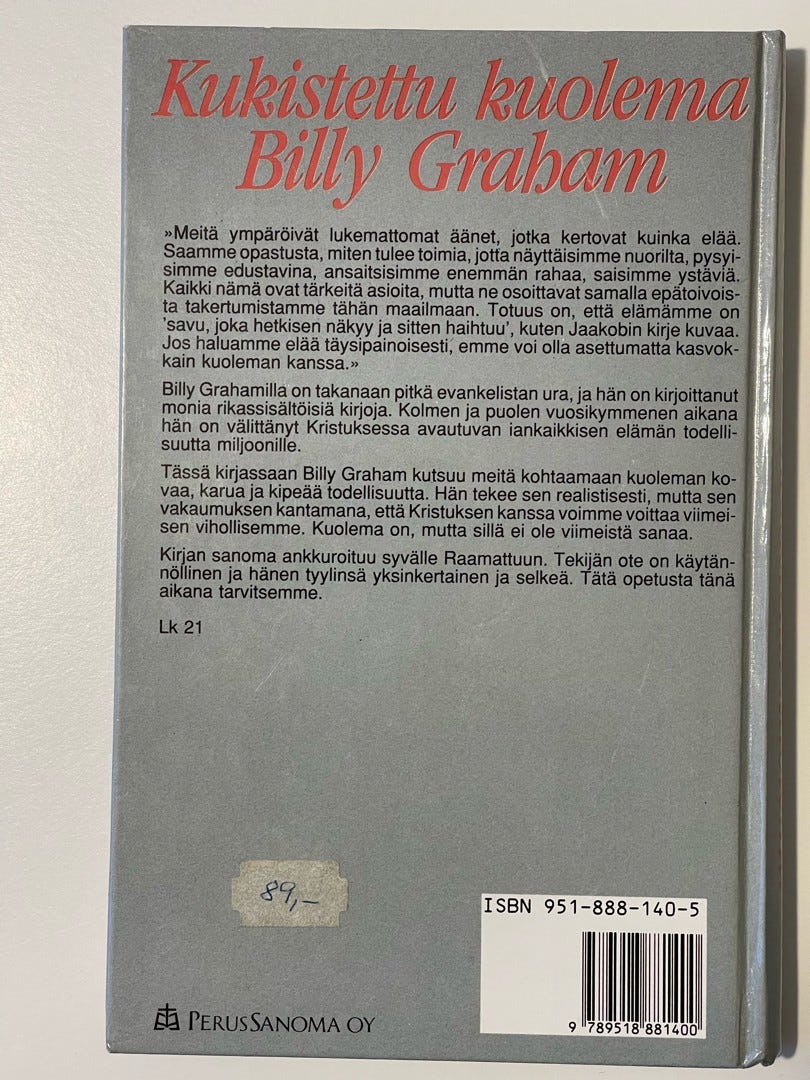 Kukistettu kuolema
Billy Graham
»Meitä ympäröivät lukemattomat äänet, jotka kertovat kuinka elää.
Saamme opastusta, miten tulee toimia, jotta näyttäisimme nuorilta, pysyi-
simme edustavina, ansaitsisimme enemmän rahaa, saisimme ystäviä.
Kaikki nämä ovat tärkeitä asioita, mutta ne osoittavat samalla epätoivois-
ta takertumistamme tähän maailmaan. Totuus on, että elämämme on
'savu, joka hetkisen näkyy ja sitten haihtuu', kuten Jaakobin kirje kuvaa.
Jos haluamme elää täysipainoisesti, emme voi olla asettumatta kasvok-
kain kuoleman kanssa.»
Billy Grahamilla on takanaan pitkä evankelistan ura, ja hän on kirjoittanut
monia rikassisältöisiä kirjoja. Kolmen ja puolen vuosikymmenen aikana
hän on välittänyt Kristuksessa avautuvan iankaikkisen elämän todelli-
suutta miljoonille.
Tässä kirjassaan Billy Graham kutsuu meitä kohtaamaan kuoleman ko-
vaa, karua ja kipeää todellisuutta. Hän tekee sen realistisesti, mutta sen
vakaumuksen kantamana, että Kristuksen kanssa voimme voittaa viimei-
sen vihollisemme. Kuolema on, mutta sillä ei ole viimeistä sanaa.
Kirjan sanoma ankkuroituu syvälle Raamattuun. Tekijän ote on käytän-
nöllinen ja hänen tyylinsä yksinkertainen ja selkeä. Tätä opetusta tänä
aikana tarvitsemme.
Lk 21
89,-
ISBN 951-888-140-5
9 789518 881400
PERUSSANOMA OY